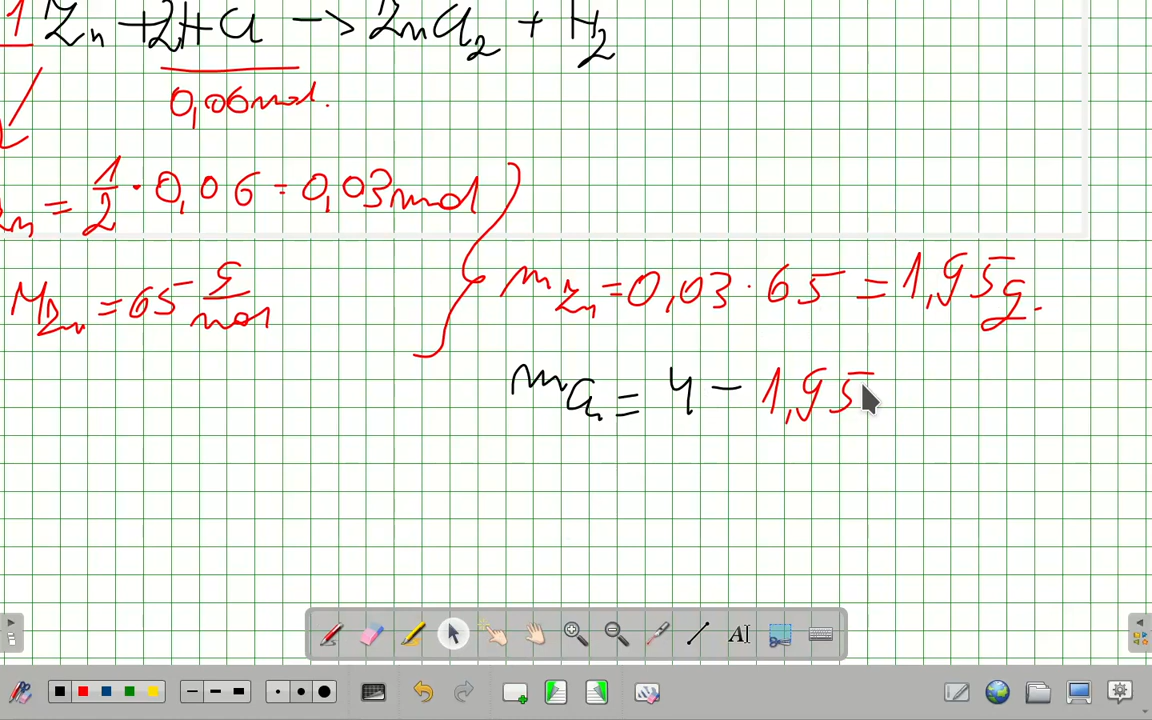 1 Zn + 2HCl -> ZnCl2 + H2
0,06mol.
= 1/2 · 0,06 = 0,03mol
MZn = 65 g/mol
mZn = 0,03 · 65 = 1,95g.
mCu = 4 - 1,95